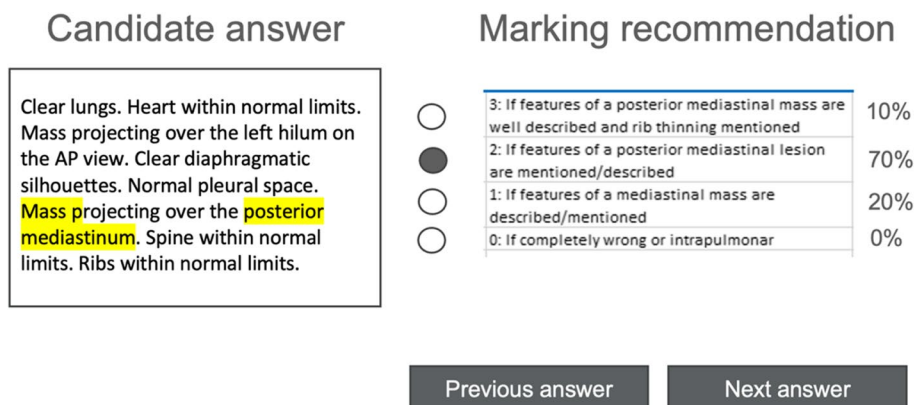 Candidate answer
Marking recommendation
Clear lungs. Heart within normal limits.
Mass projecting over the left hilum on
the AP view. Clear diaphragmatic
silhouettes. Normal pleural space.
Mass projecting over the posterior
mediastinum. Spine within normal
limits. Ribs within normal limits.
3: If features of a posterior mediastinal mass are
well described and rib thinning mentioned
10%
2: If features of a posterior mediastinal lesion
are mentioned/described
70%
1: If features of a mediastinal mass are
described/mentioned
20%
0: If completely wrong or intrapulmonar
0%
Previous answer
Next answer